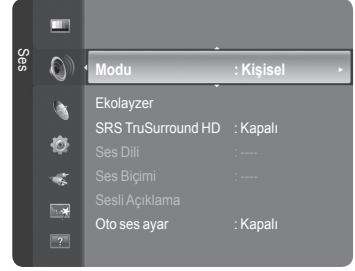 Ses
Modu : Kişisel
Ekolayzer
SRS TruSurround HD : Kapalı
Ses Dili : ----
Ses Biçimi : ----
Sesli Açıklama
Oto ses ayar : Kapalı
?